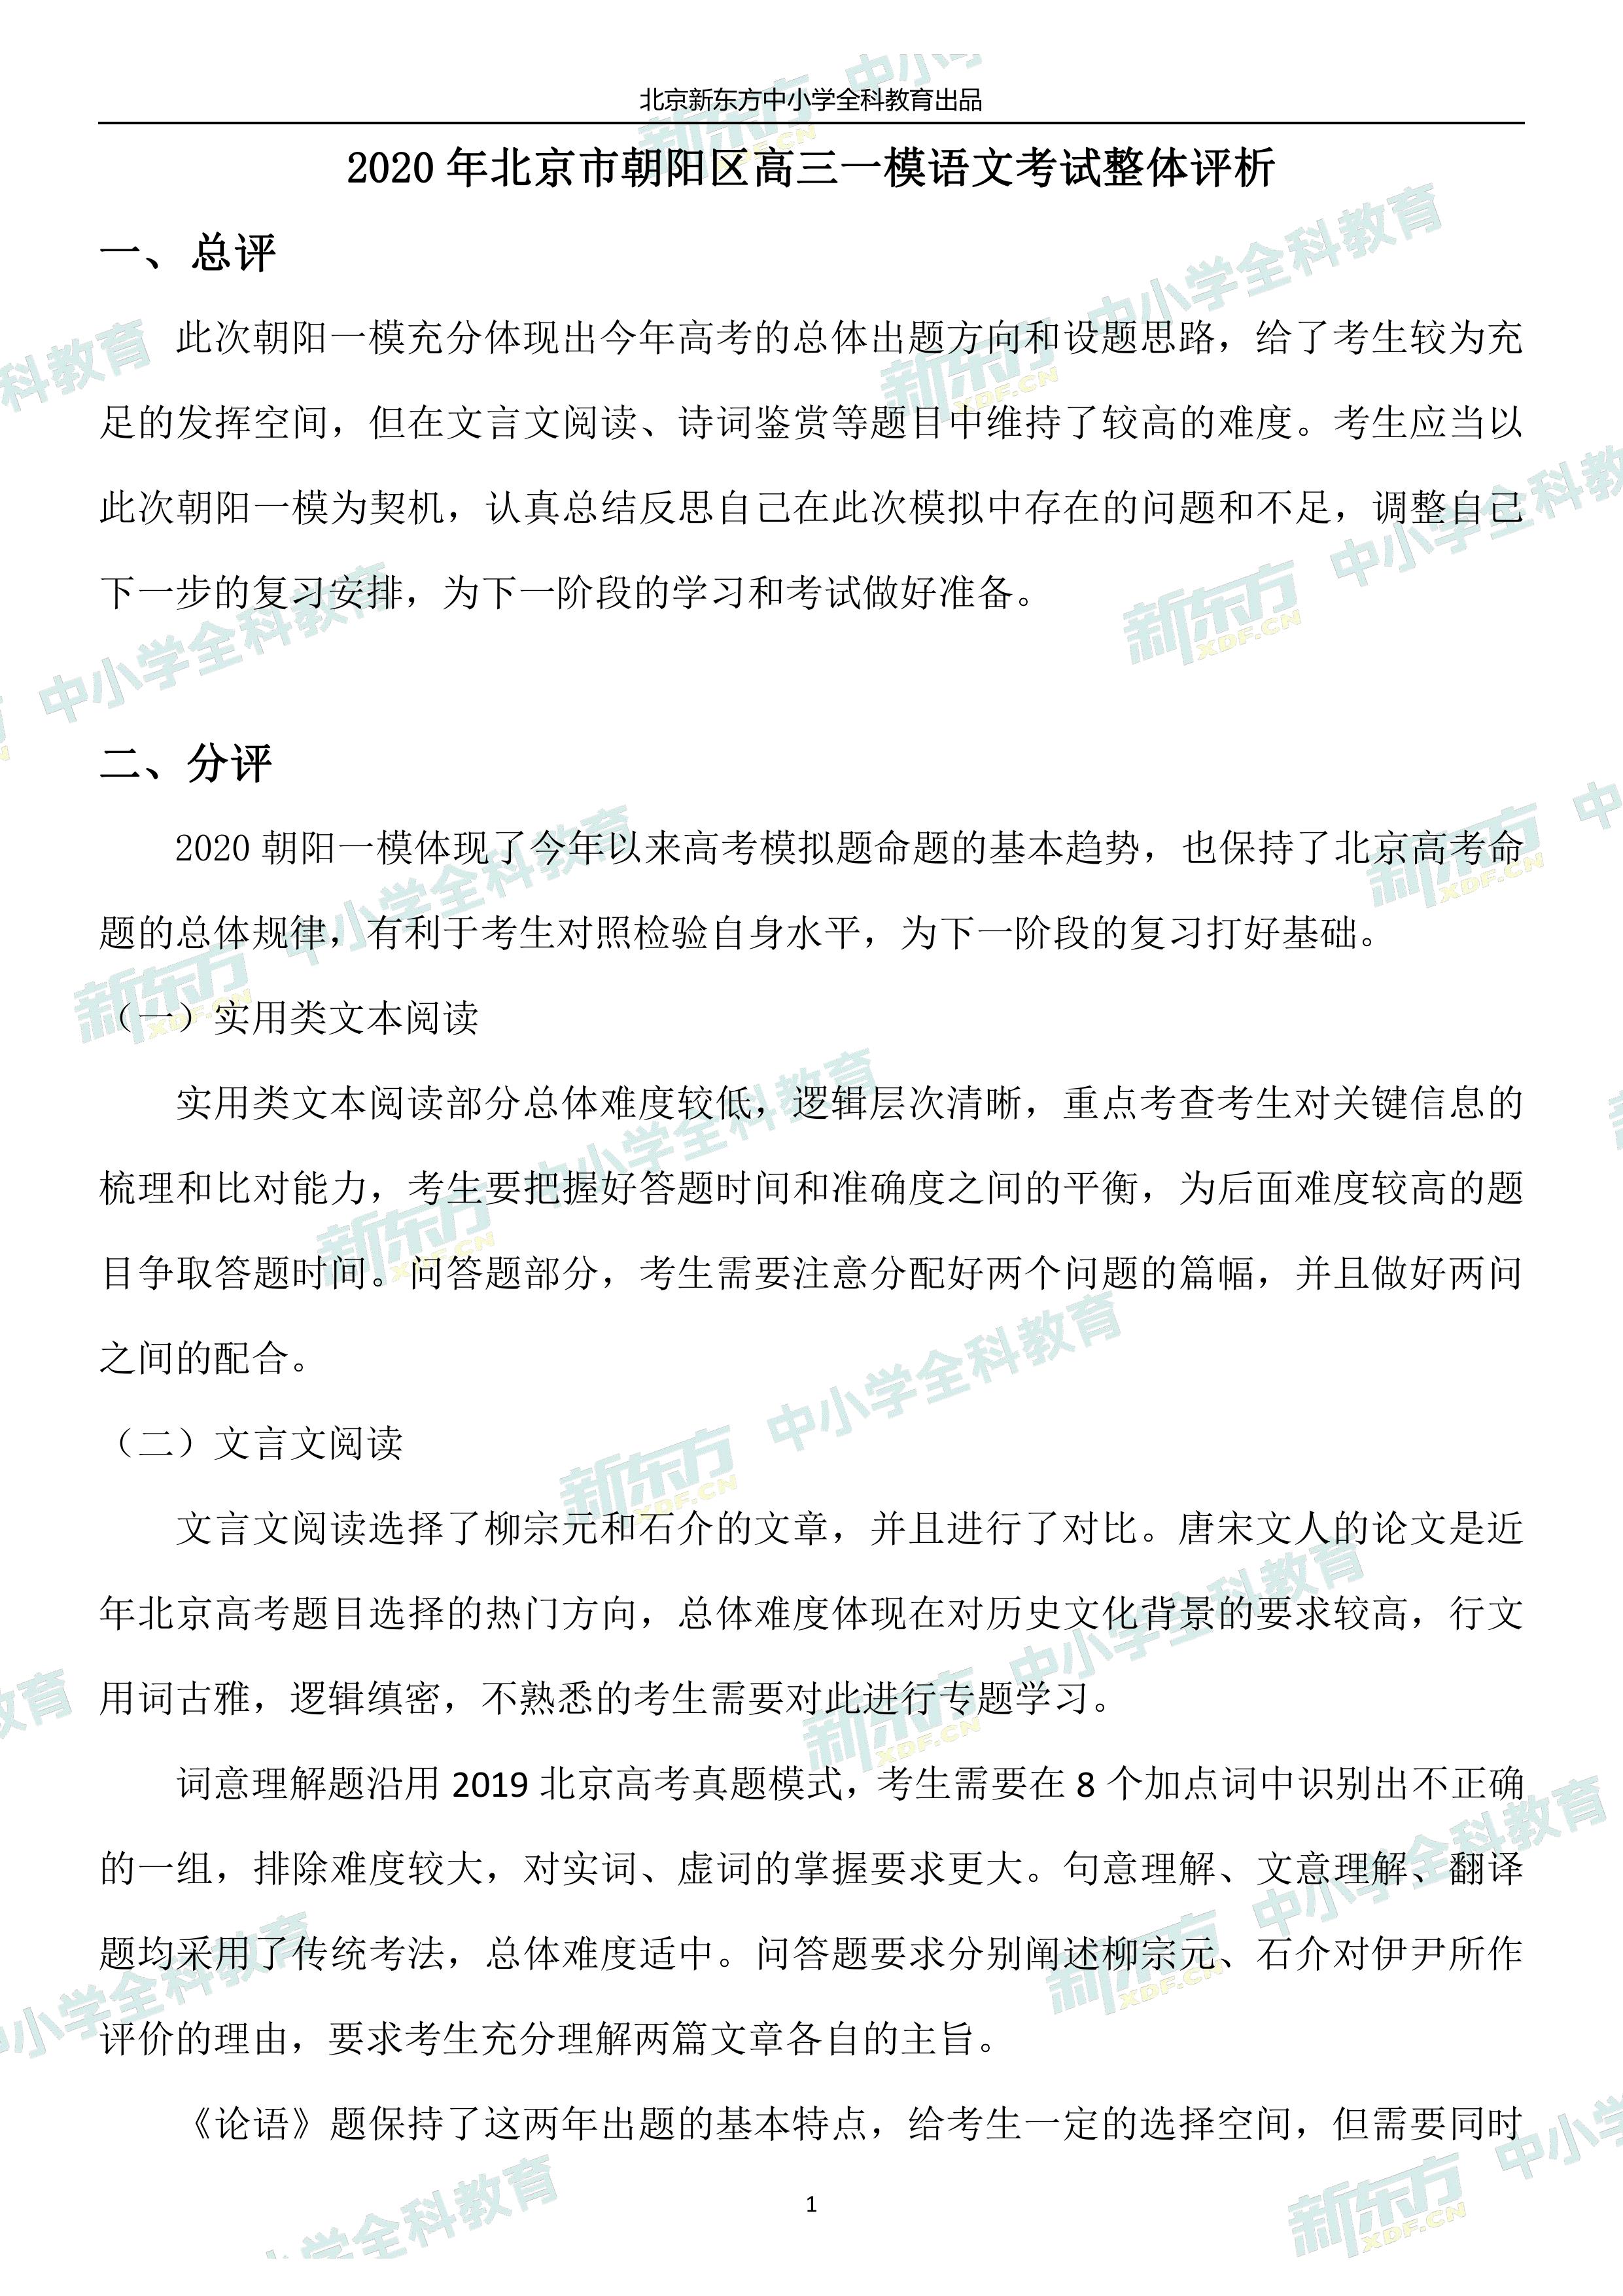 北京新东方中小学全科教育出品
2020 年北京市朝阳区高三一模语文考试整体评析
一、 总评
此次朝阳一模充分体现出今年高考的总体出题方向和设题思路，给了考生较为充
足的发挥空间，但在文言文阅读、诗词鉴赏等题目中维持了较高的难度。考生应当以
此次朝阳一模为契机，认真总结反思自己在此次模拟中存在的问题和不足，调整自己
下一步的复习安排，为下一阶段的学习和考试做好准备。
二、分评
2020 朝阳一模体现了今年以来高考模拟题命题的基本趋势，也保持了北京高考命
题的总体规律，有利于考生对照检验自身水平，为下一阶段的复习打好基础。
（一）实用类文本阅读
实用类文本阅读部分总体难度较低，逻辑层次清晰，重点考查考生对关键信息的
梳理和比对能力，考生要把握好答题时间和准确度之间的平衡，为后面难度较高的题
目争取答题时间。问答题部分，考生需要注意分配好两个问题的篇幅，并且做好两问
之间的配合。
（二）文言文阅读
文言文阅读选择了柳宗元和石介的文章，并且进行了对比。唐宋文人的论文是近
年北京高考题目选择的热门方向，总体难度体现在对历史文化背景的要求较高，行文
用词古雅，逻辑缜密，不熟悉的考生需要对此进行专题学习。
词意理解题沿用 2019 北京高考真题模式，考生需要在 8 个加点词中识别出不正确
的一组，排除难度较大，对实词、虚词的掌握要求更大。句意理解、文意理解、翻译
题均采用了传统考法，总体难度适中。问答题要求分别阐述柳宗元、石介对伊尹所作
评价的理由，要求考生充分理解两篇文章各自的主旨。
《论语》题保持了这两年出题的基本特点，给考生一定的选择空间，但需要同时
1
新东方 XDF.CN 中小学全科教育